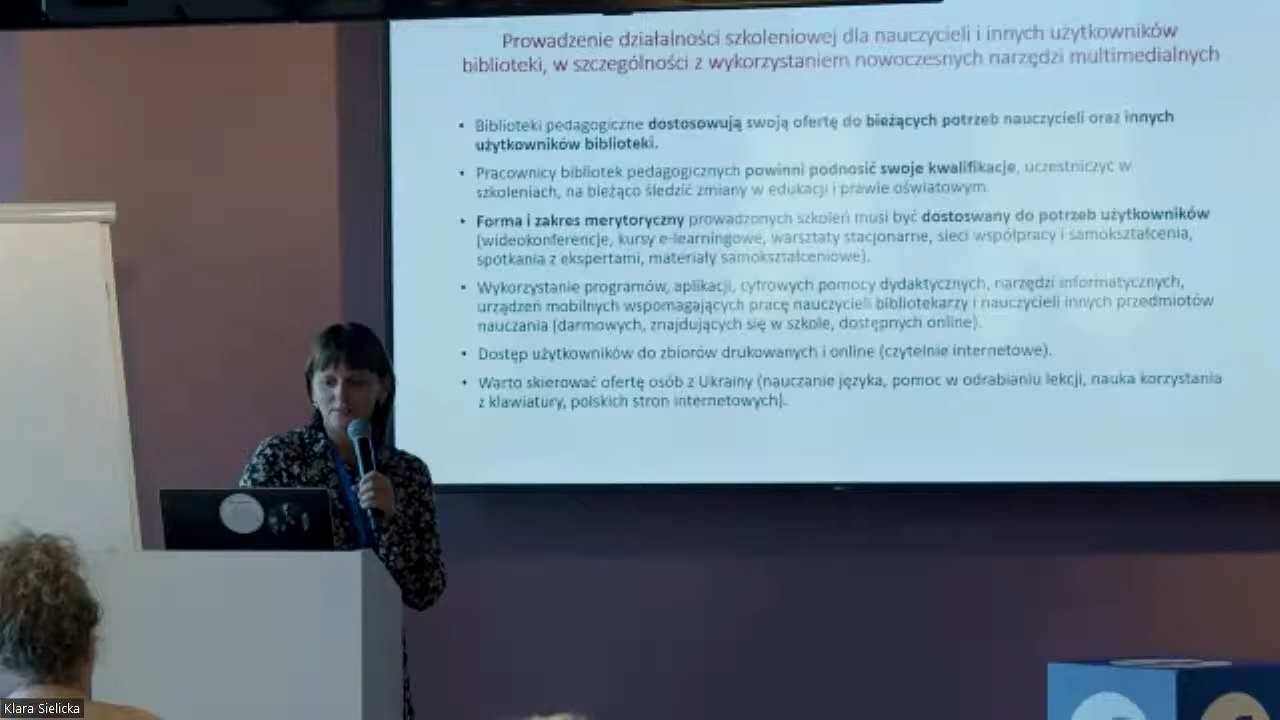 Prowadzenie działalności szkoleniowej dla nauczycieli i innych użytkowników
biblioteki, w szczególności z wykorzystaniem nowoczesnych narzędzi multimedialnych
• Biblioteki pedagogiczne dostosowują swoją ofertę do bieżących potrzeb nauczycieli oraz innych
użytkowników biblioteki.
• Pracownicy bibliotek pedagogicznych powinni podnosić swoje kwalifikacje, uczestniczyć w
szkoleniach, na bieżąco śledzić zmiany w edukacji i prawie oświatowym.
• Forma i zakres merytoryczny prowadzonych szkoleń musi być dostoswany do potrzeb użytkowników
(wideokonferencje, kursy e-learningowe, warsztaty stacjonarne, sieci współpracy i samokształcenia,
spotkania z ekspertami, materiały samokształceniowe).
• Wykorzystanie programów, aplikacji, cyfrowych pomocy dydaktycznych, narzędzi informatycznych,
urządzeń mobilnych wspomagających pracę nauczycieli bibliotekarzy i nauczycieli innych przedmiotów
nauczania (darmowych, znajdujących się w szkole, dostępnych online).
• Dostęp użytkowników do zbiorów drukowanych i online (czytelnie internetowe).
• Warto skierować ofertę osób z Ukrainy (nauczanie języka, pomoc w odrabianiu lekcji, nauka korzystania
z klawiatury, polskich stron internetowych).
Klara Sielicka